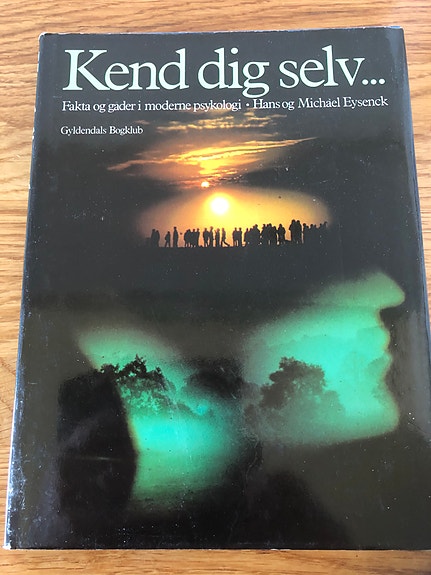 Kend dig selv...
Fakta og gåder i moderne psykologi • Hans og Michael Eysenck
Gyldendals Bogklub